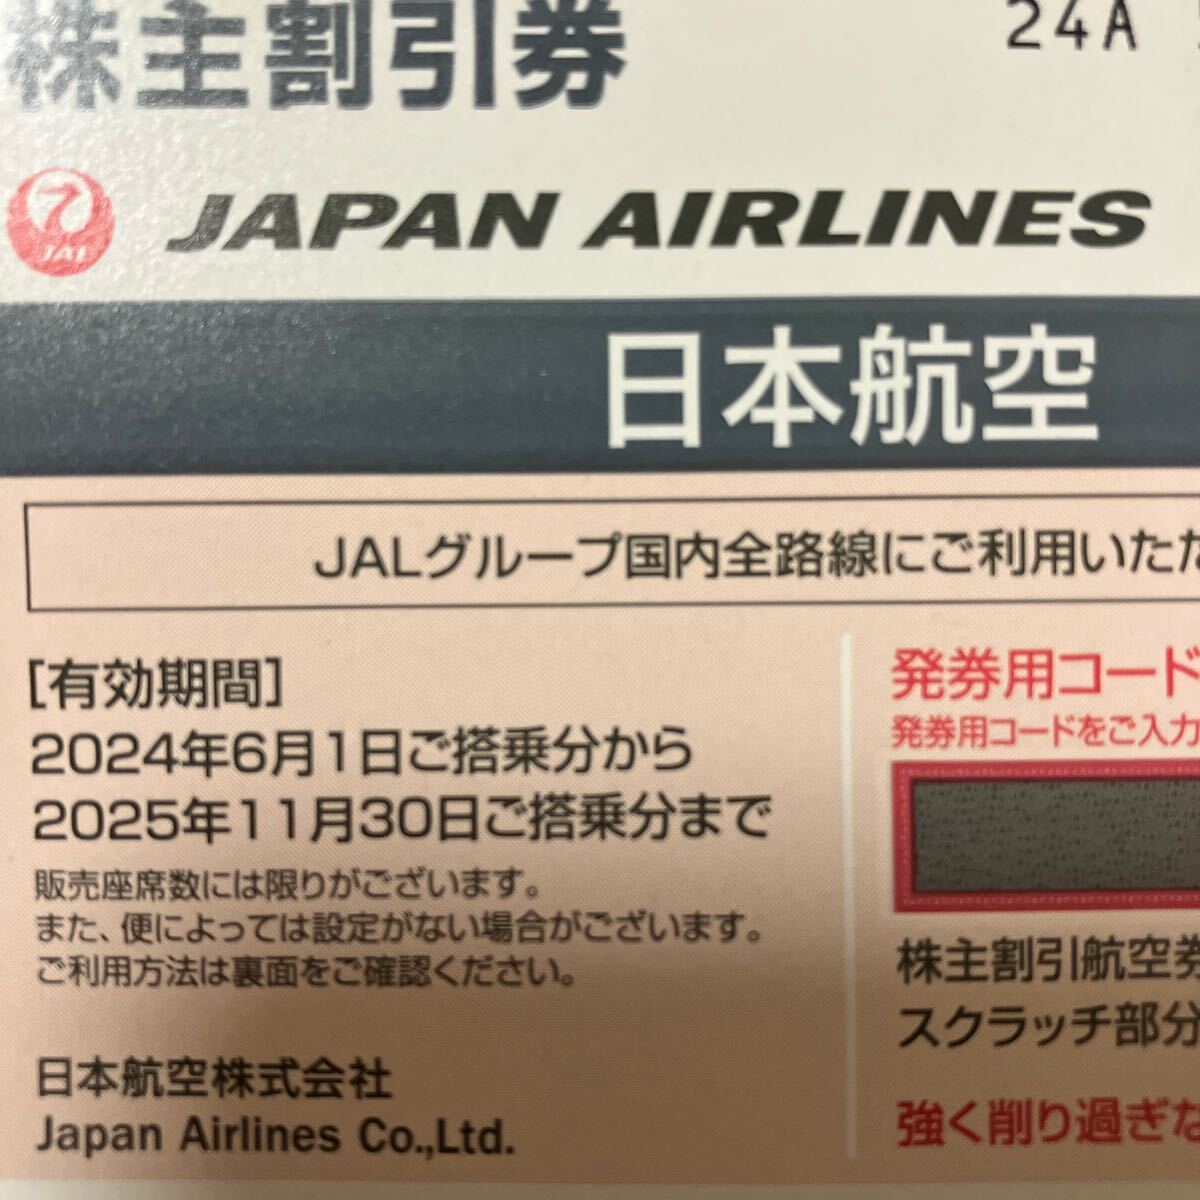 株主割引券
24A
JAL
JAPAN AIRLINES
日本航空
JALグループ国内全路線にご利用いただ
[有効期間]
2024年6月1日ご搭乗分から
2025年11月30日ご搭乗分まで
販売座席数には限りがございます。
また、便によっては設定がない場合がございます。
ご利用方法は裏面をご確認ください。
日本航空株式会社
Japan Airlines Co.,Ltd.
発券用コード
発券用コードをご入力
株主割引航空券
スクラッチ部分
強く削り過ぎな